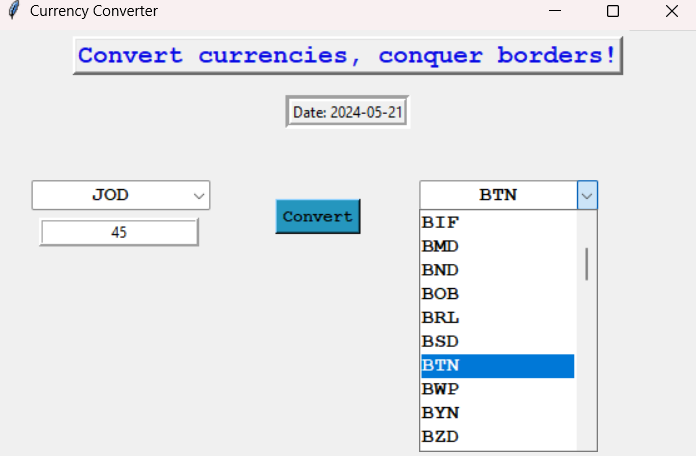 Currency Converter
Convert currencies, conquer borders!
Date: 2024-05-21
JOD
45
Convert
BTN
BIF
BMD
BND
BOB
BRL
BSD
BTN
BWP
BYN
BZD